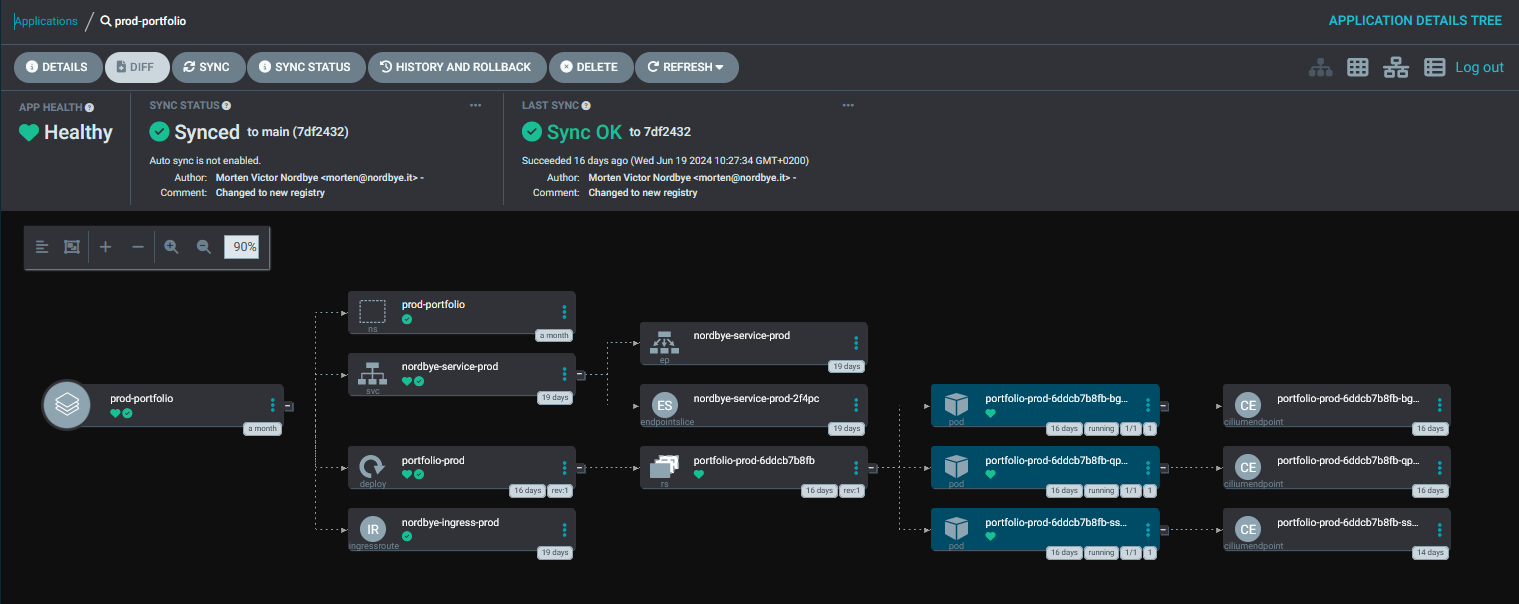 Applications / prod-portfolio
APPLICATION DETAILS TREE
DETAILS DIFF SYNC SYNC STATUS HISTORY AND ROLLBACK DELETE REFRESH
Log out
APP HEALTH
Healthy
SYNC STATUS
Synced to main (7df2432)
Auto sync is not enabled.
Author: Morten Victor Nordbye <morten@nordbye.it> -
Comment: Changed to new registry
LAST SYNC
Sync OK to 7df2432
Succeeded 16 days ago (Wed Jun 19 2024 10:27:34 GMT+0200)
Author: Morten Victor Nordbye <morten@nordbye.it> -
Comment: Changed to new registry
90%
prod-portfolio
a month
prod-portfolio
ns
a month
nordbye-service-prod
svc
19 days
portfolio-prod
deploy
16 days rev:1
IR
nordbye-ingress-prod
ingressroute
19 days
nordbye-service-prod
ep
19 days
ES
nordbye-service-prod-2f4pc
endpointslice
19 days
portfolio-prod-6ddcb7b8fb
rs
16 days rev:1
portfolio-prod-6ddcb7b8fb-bg...
pod
16 days running 1/1 1
portfolio-prod-6ddcb7b8fb-qp...
pod
16 days running 1/1 1
portfolio-prod-6ddcb7b8fb-ss...
pod
16 days running 1/1 1
CE
portfolio-prod-6ddcb7b8fb-bg...
ciliumendpoint
16 days
CE
portfolio-prod-6ddcb7b8fb-qp...
ciliumendpoint
16 days
CE
portfolio-prod-6ddcb7b8fb-ss...
ciliumendpoint
14 days